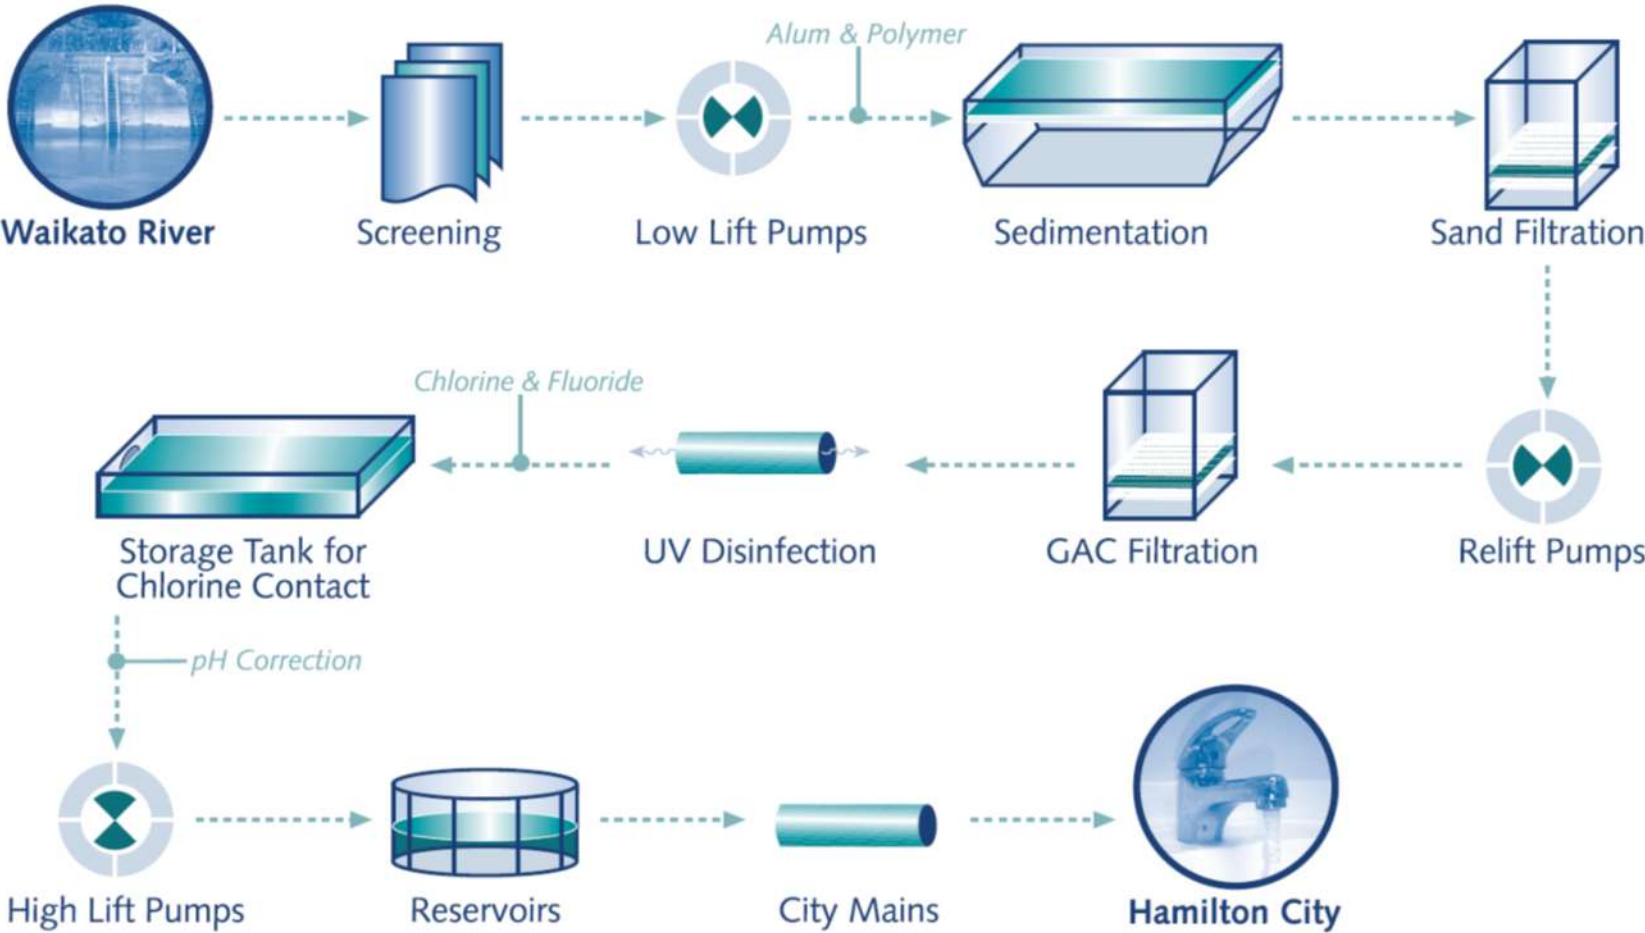 Alum & Polymer
Waikato River
Screening
Low Lift Pumps
Sedimentation
Sand Filtration
Chlorine & Fluoride
Storage Tank for
Chlorine Contact
UV Disinfection
GAC Filtration
Relift Pumps
pH Correction
High Lift Pumps
Reservoirs
City Mains
Hamilton City